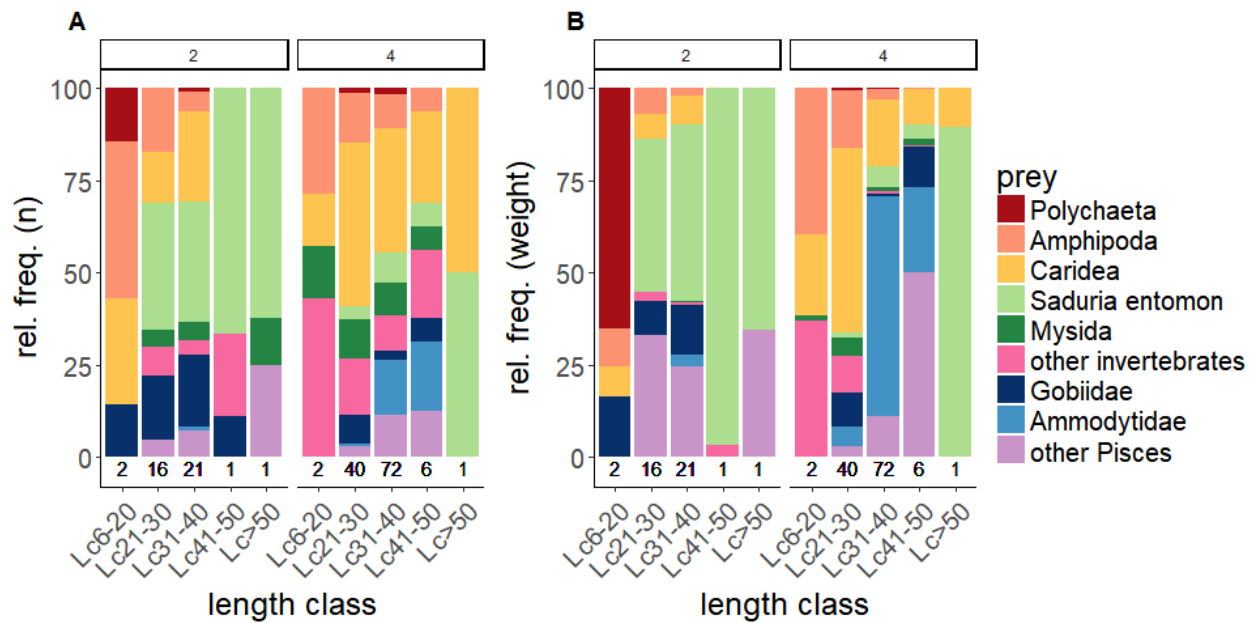 A
B
2
4
2
4
100
75
50
25
0
rel. freq. (n)
2 16 21 1 1
2 40 72 6 1
Lc6-20
Lc21-30
Lc31-40
Lc41-50
Lc>50
Lc6-20
Lc21-30
Lc31-40
Lc41-50
Lc>50
length class
100
75
50
25
0
rel. freq. (weight)
2 16 21 1 1
2 40 72 6 1
Lc6-20
Lc21-30
Lc31-40
Lc41-50
Lc>50
Lc6-20
Lc21-30
Lc31-40
Lc41-50
Lc>50
length class
prey
Polychaeta
Amphipoda
Caridea
Saduria entomon
Mysida
other invertebrates
Gobiidae
Ammodytidae
other Pisces